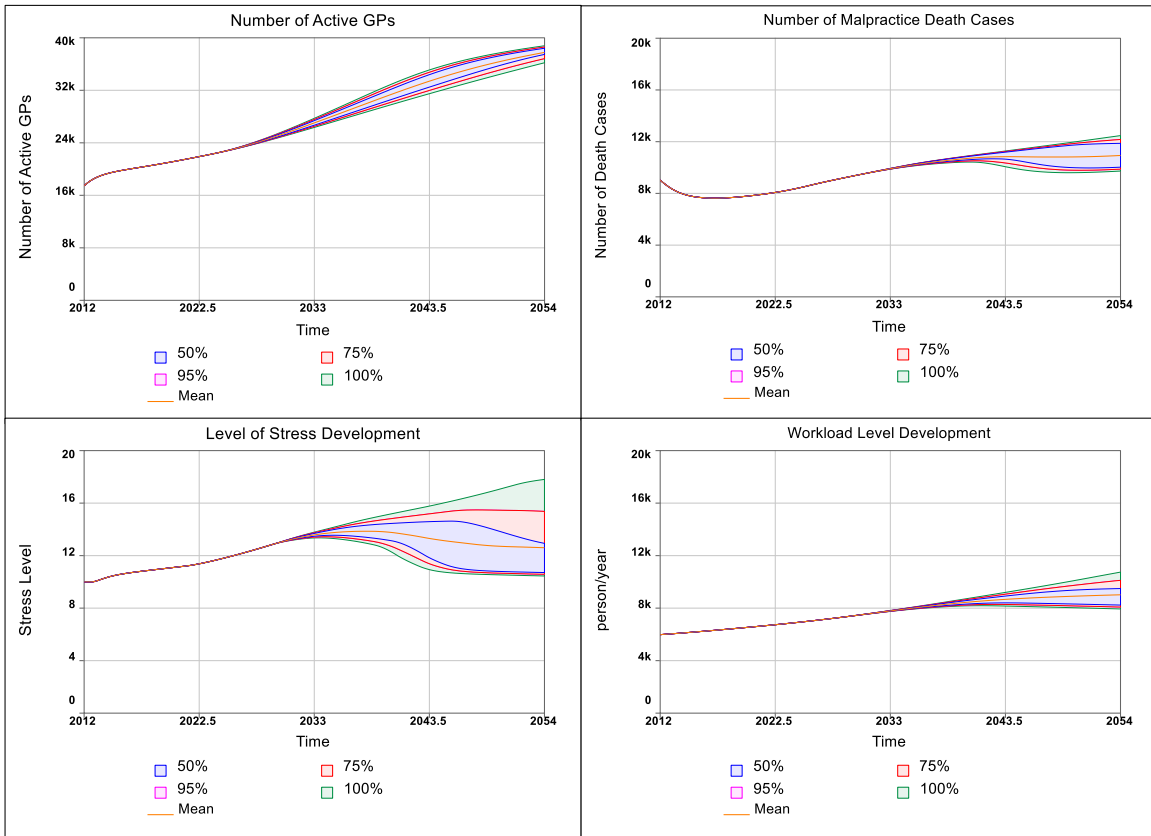 Number of Active GPs
Number of Active GPs
40k
32k
24k
16k
8k
0
2012 2022.5 2033 2043.5 2054
Time
50% 75%
95% 100%
Mean
Number of Malpractice Death Cases
Number of Death Cases
20k
16k
12k
8k
4k
0
2012 2022.5 2033 2043.5 2054
Time
50% 75%
95% 100%
Mean
Level of Stress Development
Stress Level
20
16
12
8
4
0
2012 2022.5 2033 2043.5 2054
Time
50% 75%
95% 100%
Mean
Workload Level Development
person/year
20k
16k
12k
8k
4k
0
2012 2022.5 2033 2043.5 2054
Time
50% 75%
95% 100%
Mean